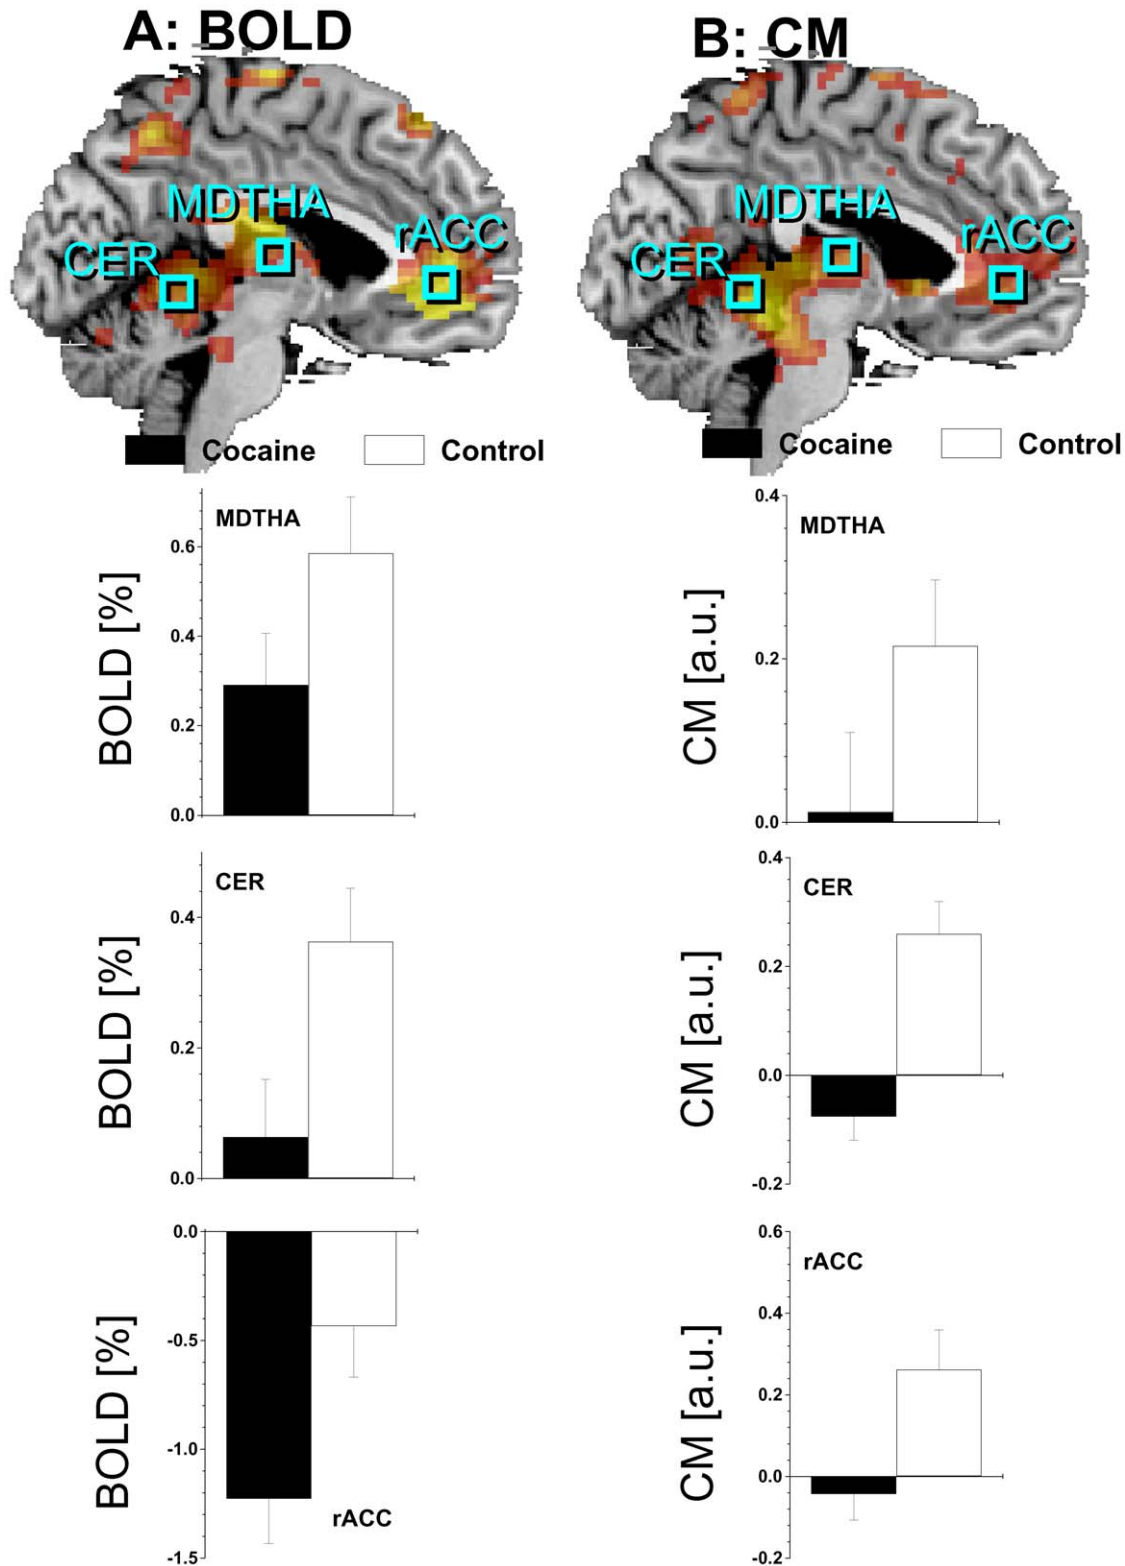 A: BOLD
B: CM
MDTHA
rACC
CER
MDTHA
rACC
CER
Cocaine Control
Cocaine Control
MDTHA
BOLD [%]
0.6
0.4
0.2
0.0
MDTHA
CM [a.u.]
0.4
0.2
0.0
CER
BOLD [%]
0.4
0.2
0.0
CER
CM [a.u.]
0.4
0.2
0.0
-0.2
BOLD [%]
0.0
-0.5
-1.0
-1.5
rACC
rACC
CM [a.u.]
0.6
0.4
0.2
0.0
-0.2